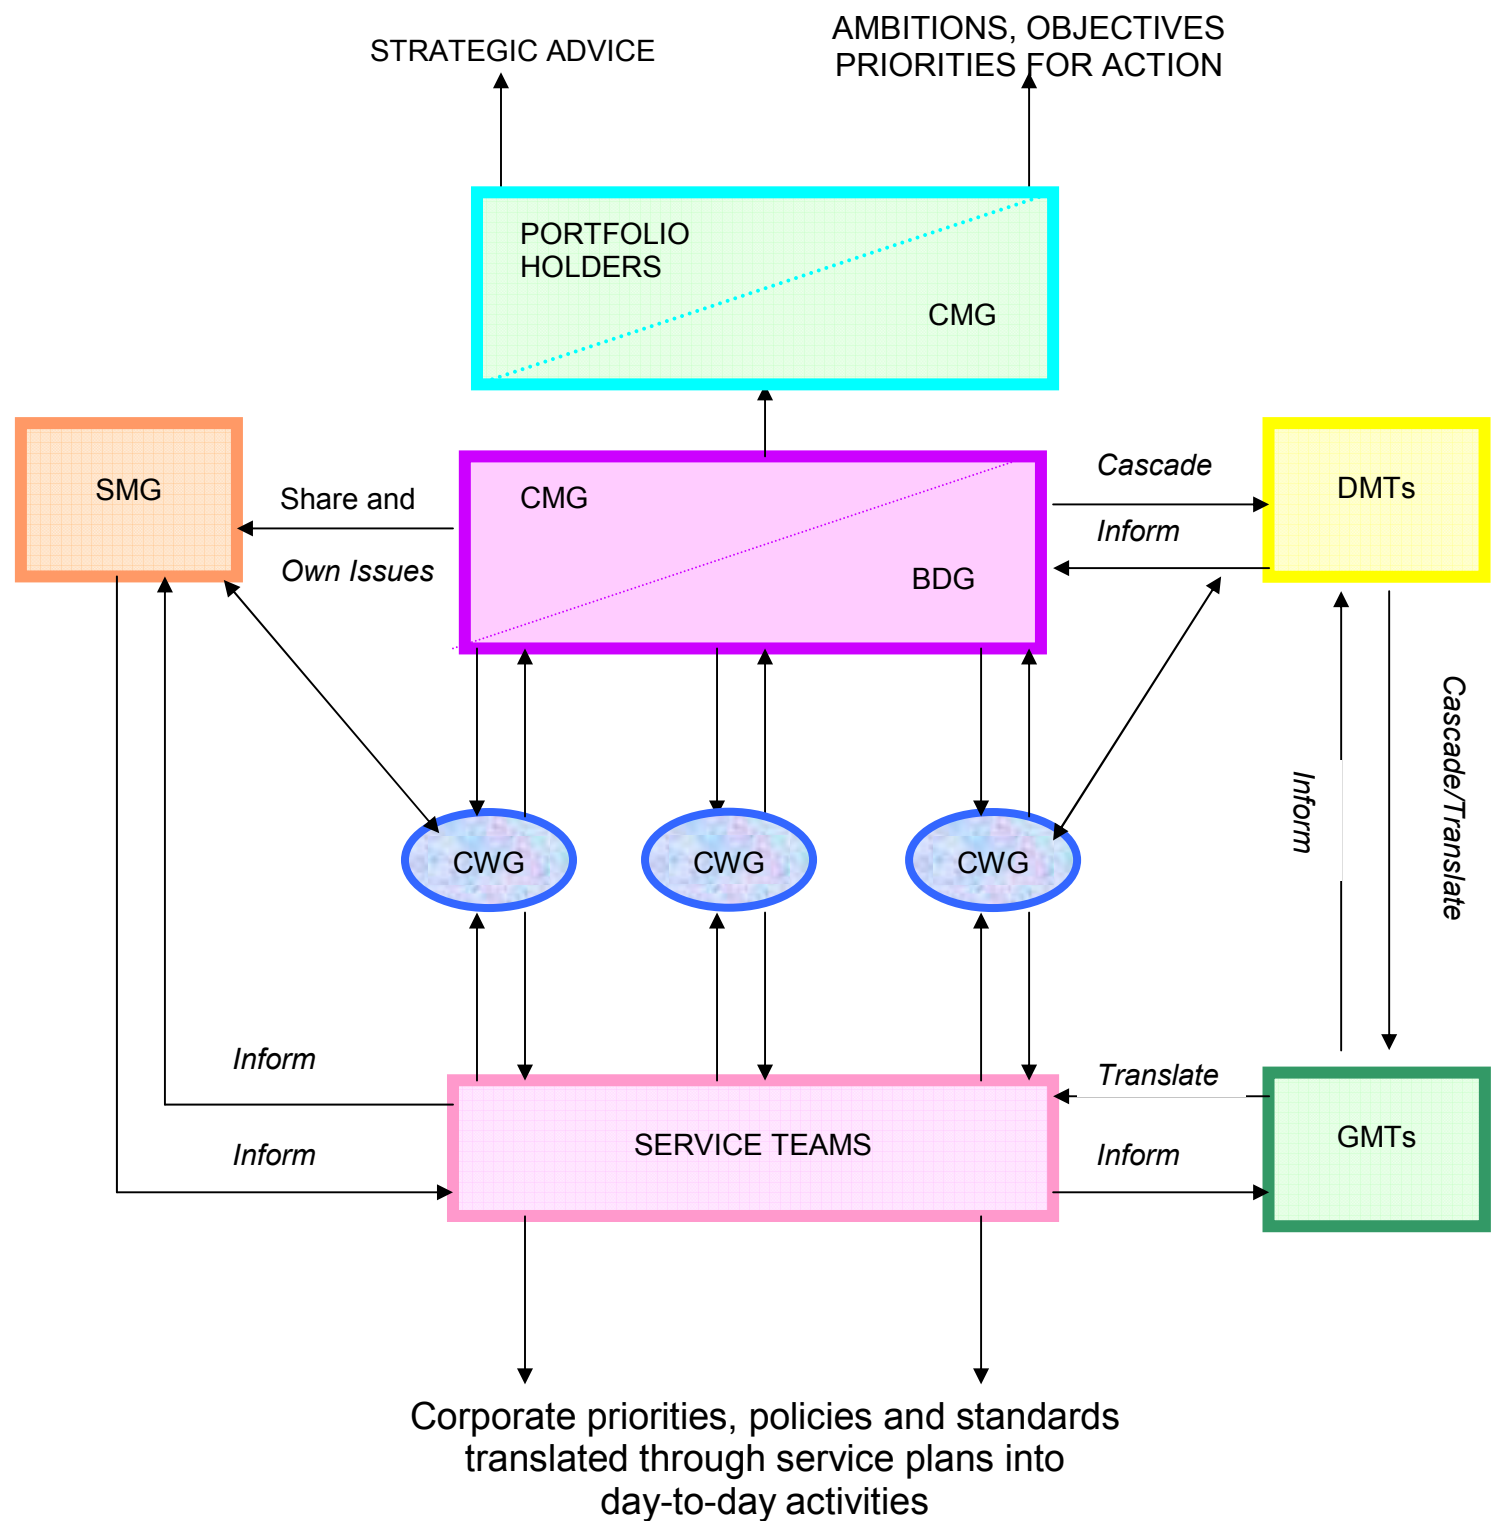 AMBITIONS, OBJECTIVES
STRATEGIC ADVICE
PRIORITIES FOR ACTION
PORTFOLIO
HOLDERS
CMG
SMG
Share and
Own Issues
CMG
BDG
Cascade
Inform
DMTs
Inform
Cascade/Translate
CWG
CWG
CWG
Inform
Inform
SERVICE TEAMS
Translate
Inform
GMTs
Corporate priorities, policies and standards
translated through service plans into
day-to-day activities